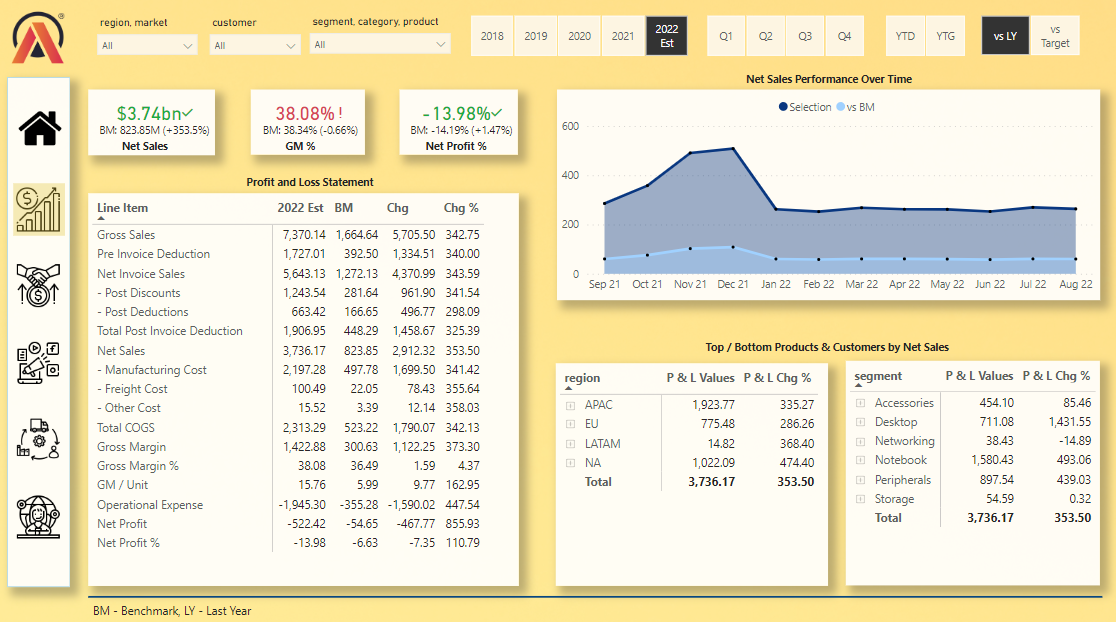 region, market customer segment, category, product
All All All
2018 2019 2020 2021 2022 Est Q1 Q2 Q3 Q4 YTD YTG vs LY vs Target
®
$3.74bn✓
BM: 823.85M (+353.5%)
Net Sales
38.08% !
BM: 38.34% (-0.66%)
GM %
-13.98%✓
BM: -14.19% (+1.47%)
Net Profit %
Net Sales Performance Over Time
Selection vs BM
600
400
200
0
Sep 21 Oct 21 Nov 21 Dec 21 Jan 22 Feb 22 Mar 22 Apr 22 May 22 Jun 22 Jul 22 Aug 22
Profit and Loss Statement
Line Item 2022 Est BM Chg Chg %
Gross Sales 7,370.14 1,664.64 5,705.50 342.75
Pre Invoice Deduction 1,727.01 392.50 1,334.51 340.00
Net Invoice Sales 5,643.13 1,272.13 4,370.99 343.59
- Post Discounts 1,243.54 281.64 961.90 341.54
- Post Deductions 663.42 166.65 496.77 298.09
Total Post Invoice Deduction 1,906.95 448.29 1,458.67 325.39
Net Sales 3,736.17 823.85 2,912.32 353.50
- Manufacturing Cost 2,197.28 497.78 1,699.50 341.42
- Freight Cost 100.49 22.05 78.43 355.64
- Other Cost 15.52 3.39 12.14 358.03
Total COGS 2,313.29 523.22 1,790.07 342.13
Gross Margin 1,422.88 300.63 1,122.25 373.30
Gross Margin % 38.08 36.49 1.59 4.37
GM / Unit 15.76 5.99 9.77 162.95
Operational Expense -1,945.30 -355.28 -1,590.02 447.54
Net Profit -522.42 -54.65 -467.77 855.93
Net Profit % -13.98 -6.63 -7.35 110.79
Top / Bottom Products & Customers by Net Sales
region P & L Values P & L Chg %
APAC 1,923.77 335.27
EU 775.48 286.26
LATAM 14.82 368.40
NA 1,022.09 474.40
Total 3,736.17 353.50
segment P & L Values P & L Chg %
Accessories 454.10 85.46
Desktop 711.08 1,431.55
Networking 38.43 -14.89
Notebook 1,580.43 493.06
Peripherals 897.54 439.03
Storage 54.59 0.32
Total 3,736.17 353.50
BM - Benchmark, LY - Last Year